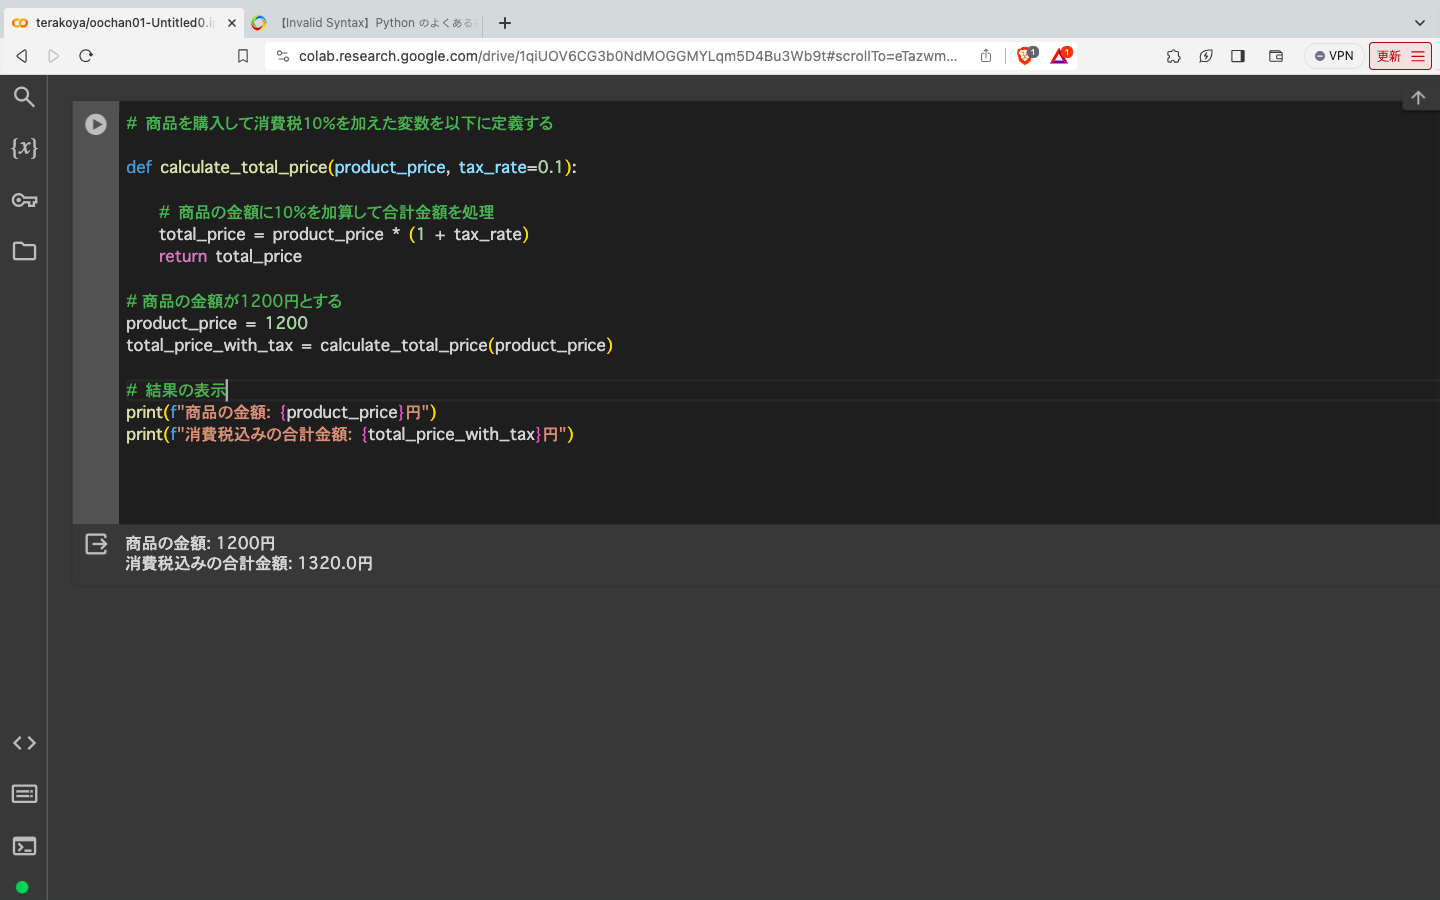 terakoya/oochan01-Untitled0.i
【Invalid Syntax】Python のよくある
colab.research.google.com/drive/1qiUOV6CG3b0NdMOGGMYLqm5D4Bu3Wb9t#scrollTo=eTazwm...
1
1
VPN
更新
{x}
# 商品を購入して消費税10%を加えた変数を以下に定義する
def calculate_total_price(product_price, tax_rate=0.1):
# 商品の金額に10%を加算して合計金額を処理
total_price = product_price * (1 + tax_rate)
return total_price
# 商品の金額が1200円とする
product_price = 1200
total_price_with_tax = calculate_total_price(product_price)
# 結果の表示
print(f"商品の金額: {product_price}円")
print(f"消費税込みの合計金額: {total_price_with_tax}円")
商品の金額: 1200円
消費税込みの合計金額: 1320.0円